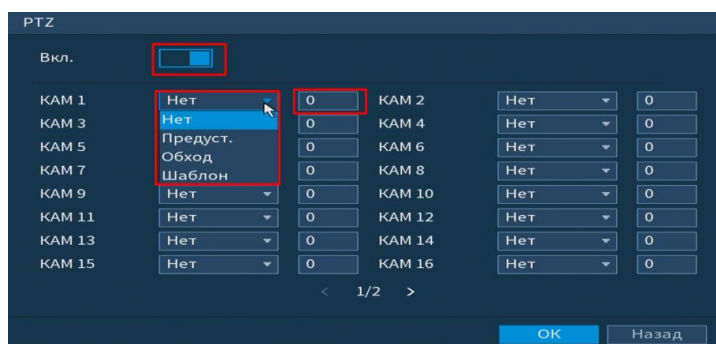 PTZ
Вкл.
КАМ 1 Нет 0 КАМ 2 Нет 0
Нет
КАМ 3 0 КАМ 4 Нет 0
Предуст.
КАМ 5 0 КАМ 6 Нет 0
Обход
КАМ 7 0 КАМ 8 Нет 0
Шаблон
КАМ 9 Нет 0 КАМ 10 Нет 0
КАМ 11 Нет 0 КАМ 12 Нет 0
КАМ 13 Нет 0 КАМ 14 Нет 0
КАМ 15 Нет 0 КАМ 16 Нет 0
< 1/2 >
ОК Назад